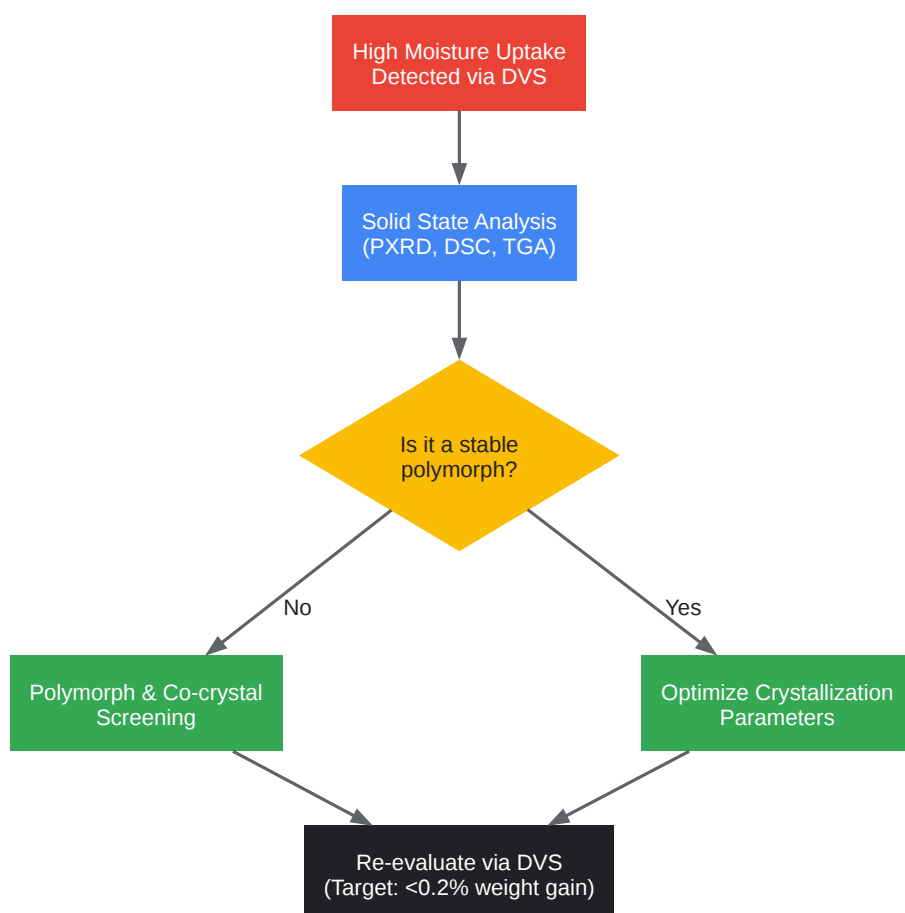 High Moisture Uptake
Detected via DVS
Solid State Analysis
(PXRD, DSC, TGA)
Is it a stable
polymorph?
No
Yes
Polymorph & Co-crystal
Screening
Optimize Crystallization
Parameters
Re-evaluate via DVS
(Target: <0.2% weight gain)